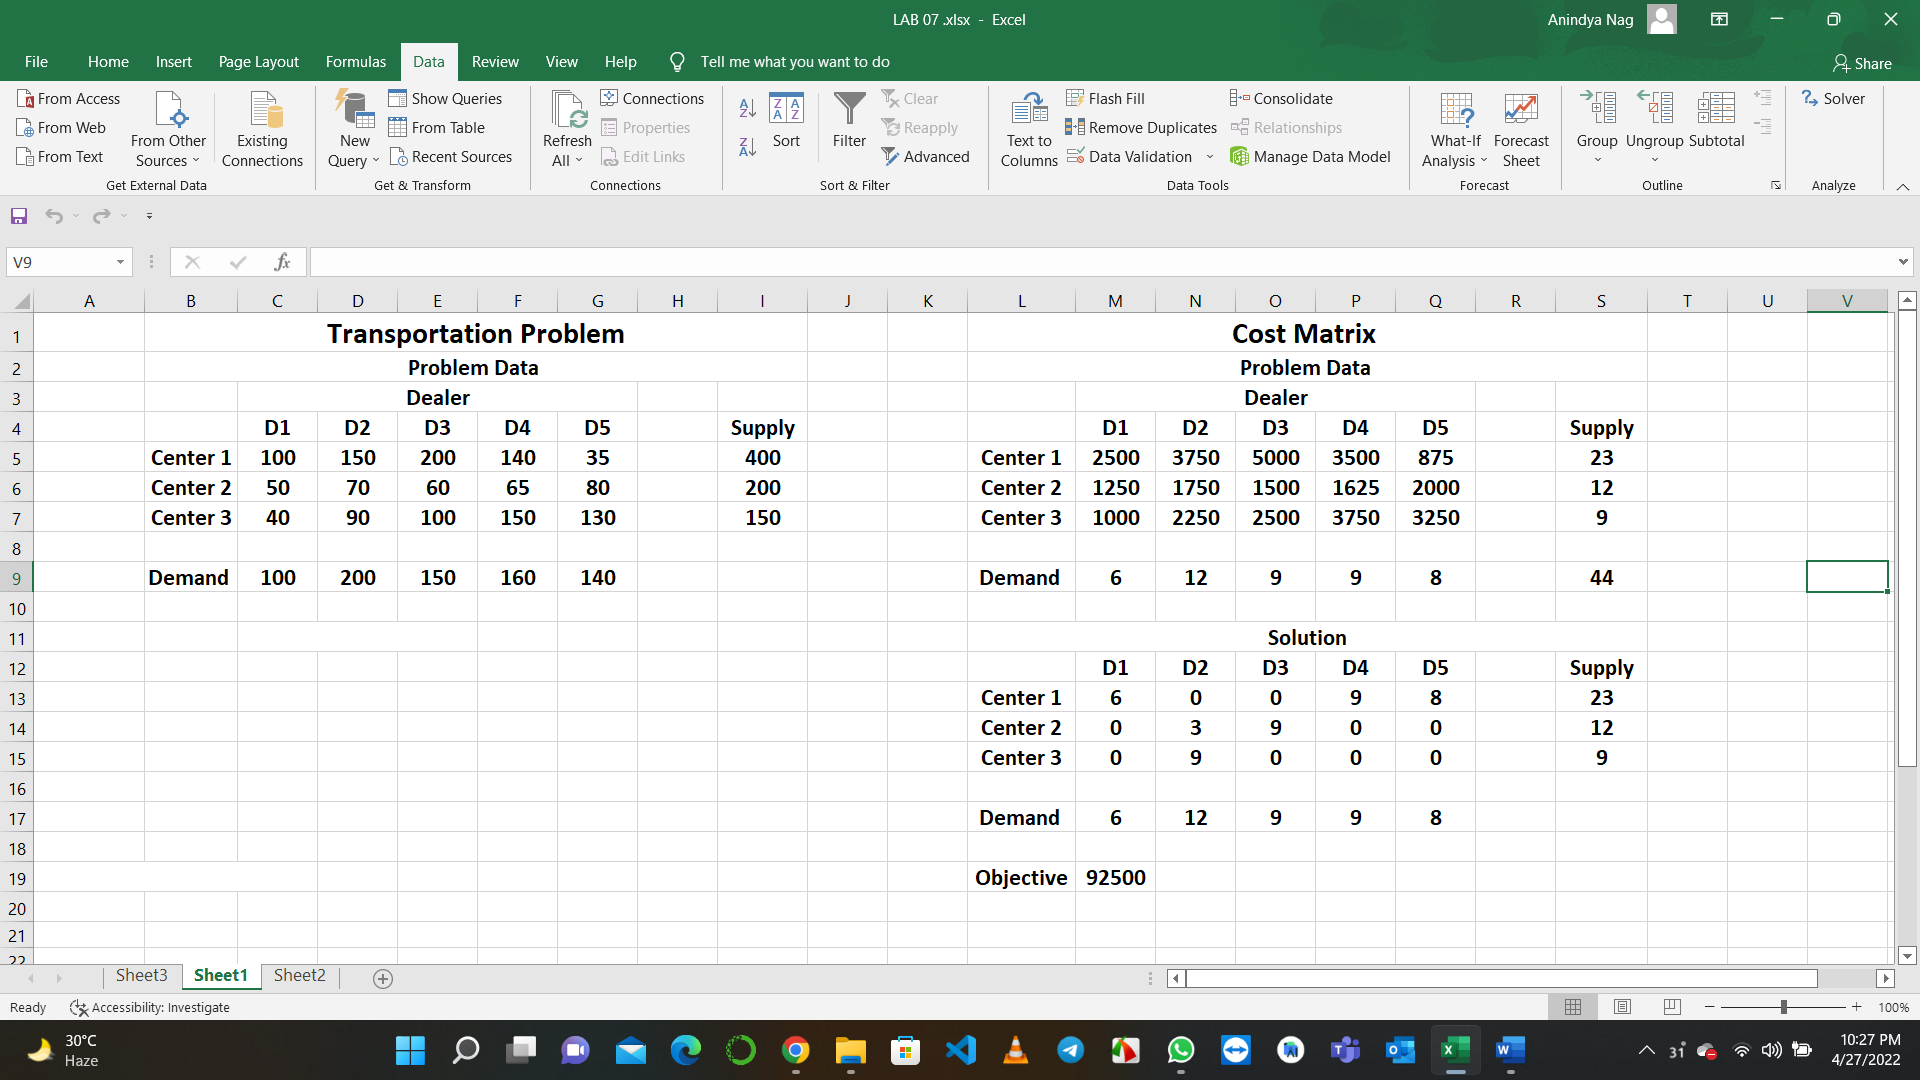 LAB 07 .xlsx - Excel
Anindya Nag
File Home Insert Page Layout Formulas Data Review View Help Tell me what you want to do
Share
From Access
From Web
From Text
From Other Sources
Existing Connections
Get External Data
New Query
Show Queries
From Table
Recent Sources
Get & Transform
Refresh All
Connections
Properties
Edit Links
Connections
Sort
Filter
Clear
Reapply
Advanced
Sort & Filter
Text to Columns
Flash Fill
Remove Duplicates
Data Validation
Consolidate
Relationships
Manage Data Model
Data Tools
What-If Analysis
Forecast Sheet
Forecast
Group
Ungroup
Subtotal
Outline
Solver
Analyze
V9
fx
A B C D E F G H I J K L M N O P Q R S T U V
1 Transportation Problem Cost Matrix
2 Problem Data Problem Data
3 Dealer Dealer
4 D1 D2 D3 D4 D5 Supply D1 D2 D3 D4 D5 Supply
5 Center 1 100 150 200 140 35 400 Center 1 2500 3750 5000 3500 875 23
6 Center 2 50 70 60 65 80 200 Center 2 1250 1750 1500 1625 2000 12
7 Center 3 40 90 100 150 130 150 Center 3 1000 2250 2500 3750 3250 9
8
9 Demand 100 200 150 160 140 Demand 6 12 9 9 8 44
10
11 Solution
12 D1 D2 D3 D4 D5 Supply
13 Center 1 6 0 0 9 8 23
14 Center 2 0 3 9 0 0 12
15 Center 3 0 9 0 0 0 9
16
17 Demand 6 12 9 9 8
18
19 Objective 92500
20
21
22
Sheet3 Sheet1 Sheet2
Ready Accessibility: Investigate 100%
30°C
Haze
10:27 PM
4/27/2022